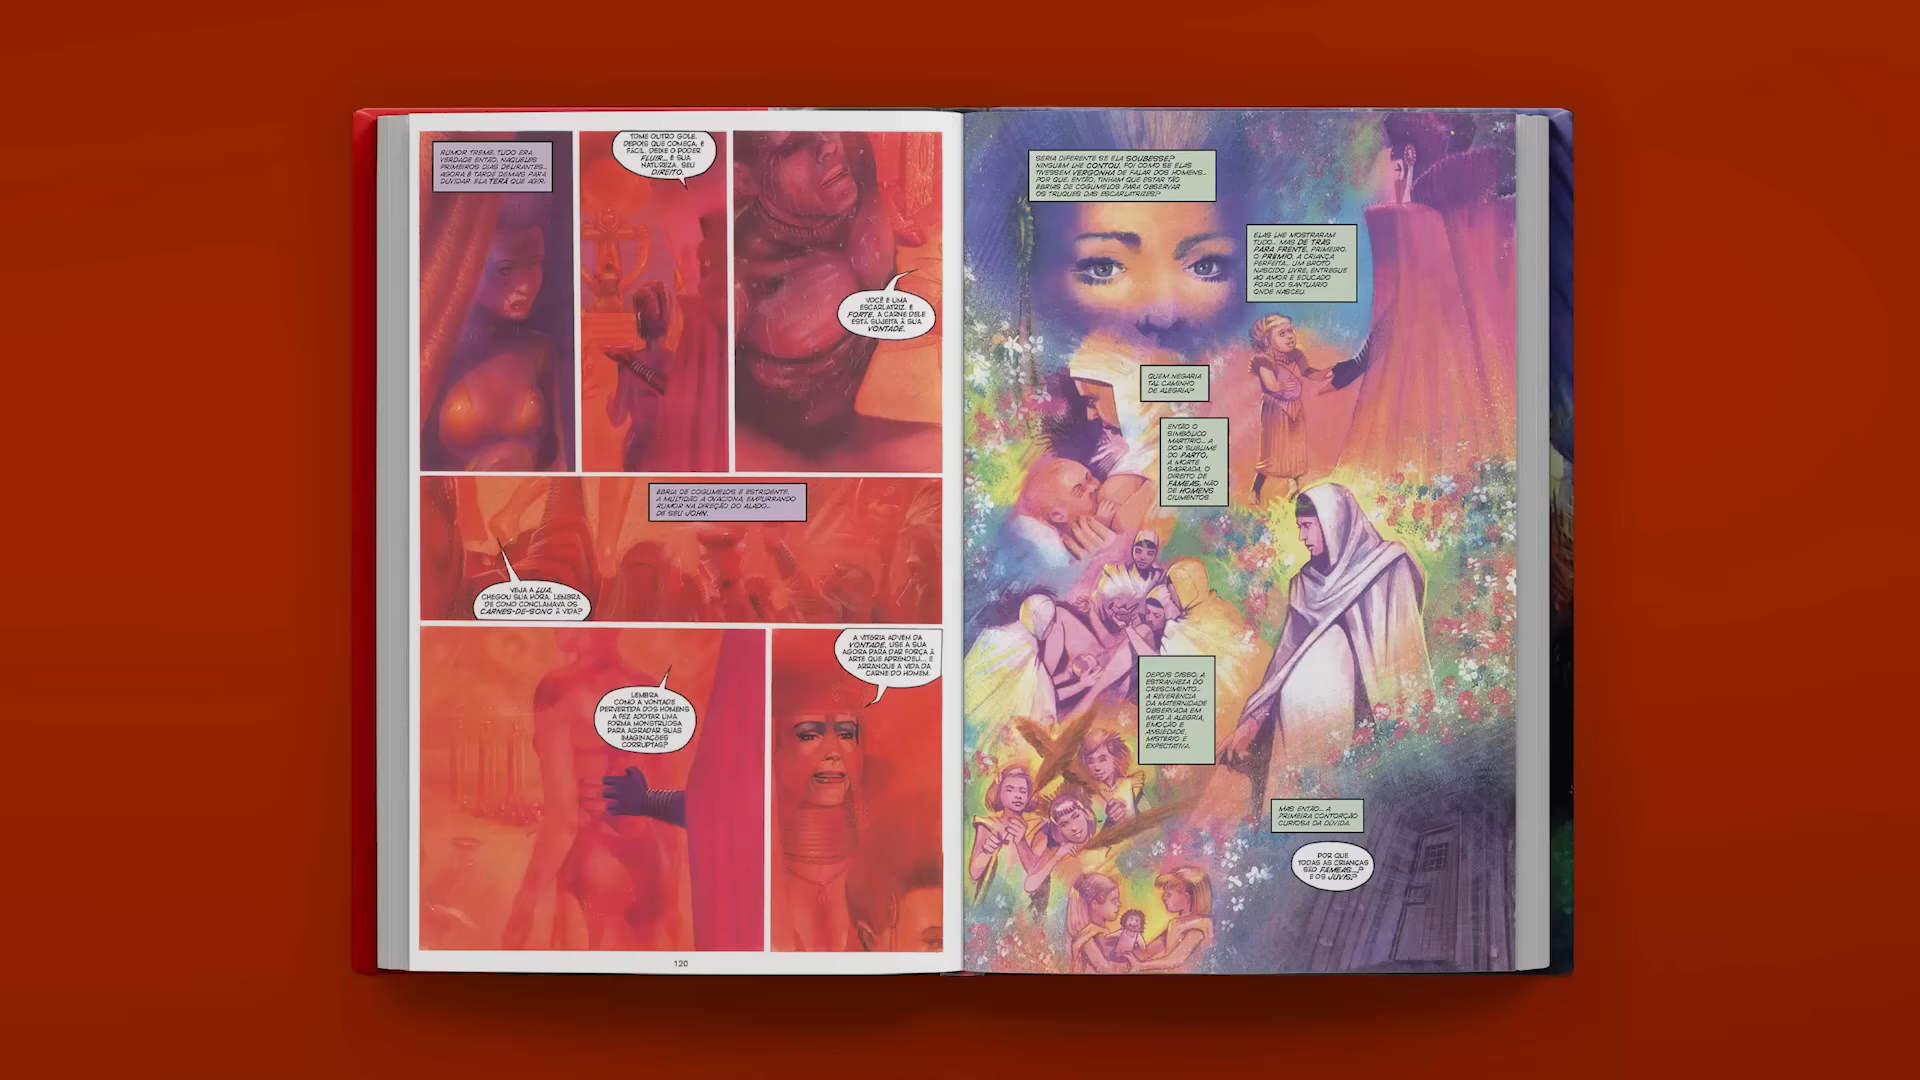 RUMOR TREME. TUDO ERA
VERDADE ENTÃO, NAQUELES
PRIMEIROS DIAS DELIRANTES...
AGORA É TARDE DEMAIS PARA
DUVIDAR. ELA TERÁ QUE AGIR.
TOME OUTRO GOLE.
DEPOIS QUE COMEÇA, É
FÁCIL. DEIXE O PODER
FLUIR... É SUA
NATUREZA. SEU
DIREITO.
VOCÊ É UMA
ESCARLATRIZ. É
FORTE. A CARNE DELE
ESTÁ SUJEITA À SUA
VONTADE.
ÉBRIA DE COGUMELOS E ESTRIDENTE,
A MULTIDÃO A OVACIONA, EMPURRANDO
RUMOR NA DIREÇÃO DO ALADO...
DE SEU JOHN.
VEJA A LUA.
CHEGOU SUA HORA. LEMBRA
DE COMO CONCLAMAVA OS
CARNES-DE-SONO À VIDA?
LEMBRA
COMO A VONTADE
PERVERTIDA DOS HOMENS
A FEZ ADOTAR UMA
FORMA MONSTRUOSA
PARA AGRADAR SUAS
IMAGINAÇÕES
CORRUPTAS?
A VITÓRIA ADVÉM DA
VONTADE. USE A SUA
AGORA PARA DAR FORÇA À
ARTE QUE APRENDEU... E
ARRANQUE A VIDA DA
CARNE DO HOMEM.
120
SERIA DIFERENTE SE ELA SOUBESSE?
NINGUÉM LHE CONTOU. FOI COMO SE ELAS
TIVESSEM VERGONHA DE FALAR DOS HOMENS...
POR QUE, ENTÃO, TINHAM QUE ESTAR TÃO
ÉBRIAS DE COGUMELOS PARA OBSERVAR
OS TRUQUES DAS ESCARLATRIZES?
ELAS LHE MOSTRARAM
TUDO... MAS DE TRÁS
PARA FRENTE. PRIMEIRO,
O PRÊMIO. A CRIANÇA
PERFEITA... UM BROTO
NASCIDO LIVRE, ENTREGUE
AO AMOR E EDUCADO
FORA DO SANTUÁRIO
ONDE NASCEU.
QUEM NEGARIA
TAL CAMINHO
DE ALEGRIA?
ENTÃO O
SIMBÓLICO
MARTÍRIO... A
DOR SUBLIME
DO PARTO,
A MORTE
SAGRADA, O
DIREITO DE
FÂMEAS, NÃO
DE HOMENS
CIUMENTOS.
DEPOIS DISSO, A
ESTRANHEZA DO
CRESCIMENTO...
A REVERÊNCIA
DA MATERNIDADE
OBSERVADA EM
MEIO À ALEGRIA,
EMOÇÃO E
ANSIEDADE,
MISTÉRIO E
EXPECTATIVA.
MAS ENTÃO... A
PRIMEIRA CONTORÇÃO
CURIOSA DA DÚVIDA.
POR QUE
TODAS AS CRIANÇAS
SÃO FÂMEAS...?
E OS JUVIS?